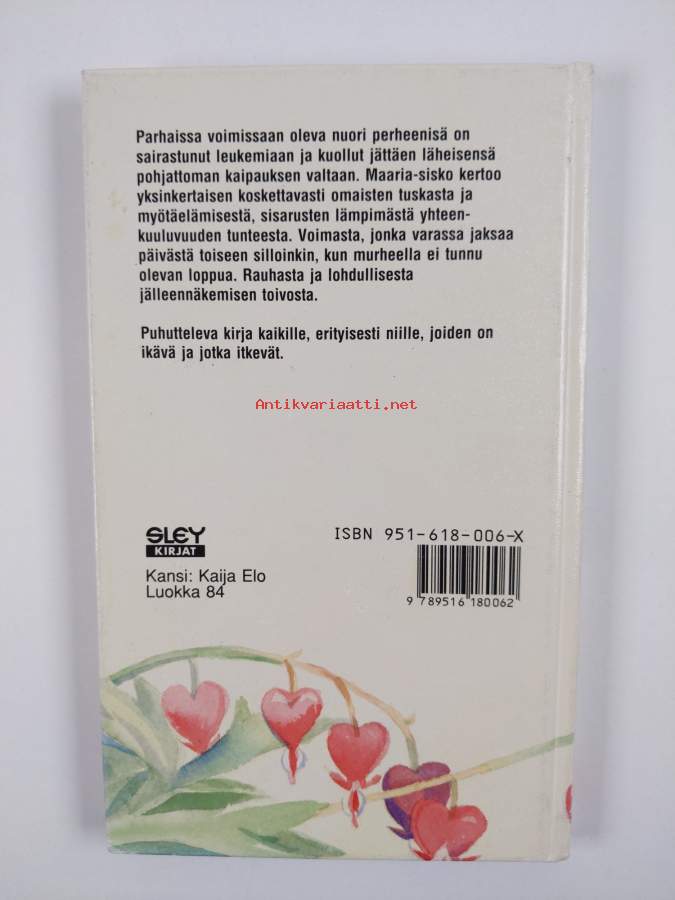 Parhaissa voimissaan oleva nuori perheenisä on
sairastunut leukemiaan ja kuollut jättäen läheisensä
pohjattoman kaipauksen valtaan. Maaria-sisko kertoo
yksinkertaisen koskettavasti omaisten tuskasta ja
myötäelämisestä, sisarusten lämpimästä yhteen-
kuuluvuuden tunteesta. Voimasta, jonka varassa jaksaa
päivästä toiseen silloinkin, kun murheella ei tunnu
olevan loppua. Rauhasta ja lohdullisesta
jälleennäkemisen toivosta.
Puhutteleva kirja kaikille, erityisesti niille, joiden on
ikävä ja jotka itkevät.
Antikvariaatti.net
SLEY
KIRJAT
Kansi: Kaija Elo
Luokka 84
ISBN 951-618-006-X
9 789516 180062